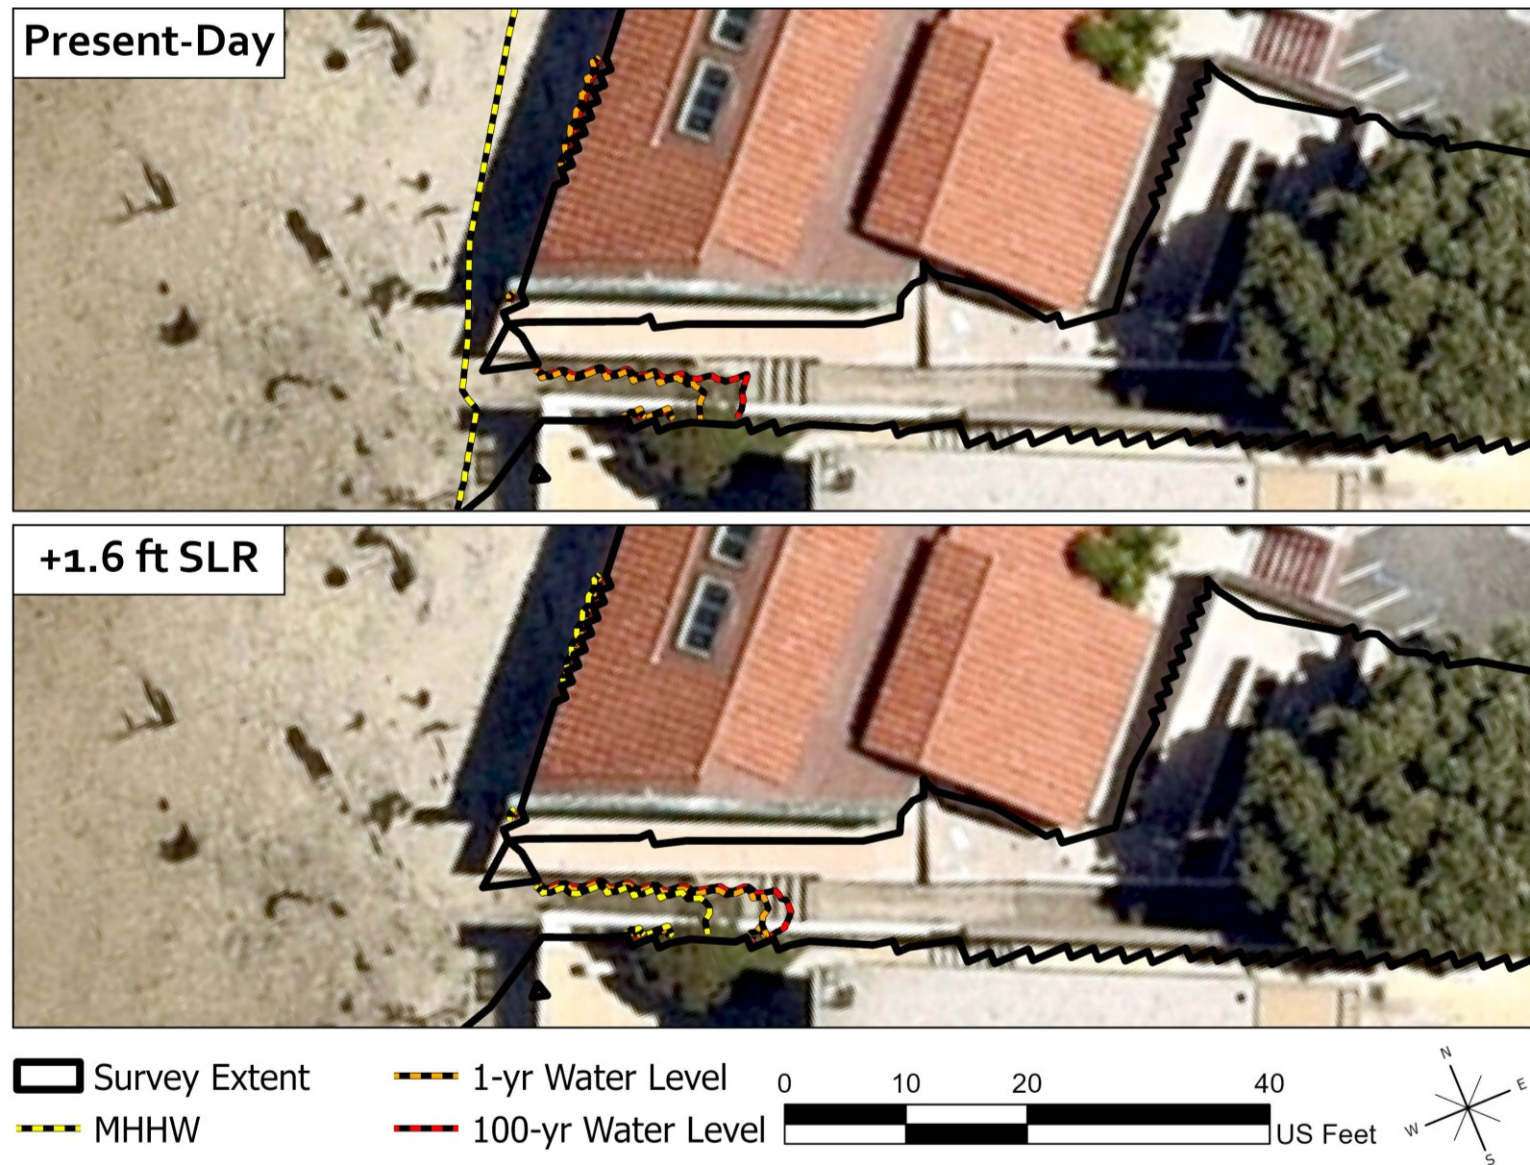 Present-Day
+1.6 ft SLR
Survey Extent
MHHW
1-yr Water Level
100-yr Water Level
0 10 20 40
US Feet
N
E
W
S